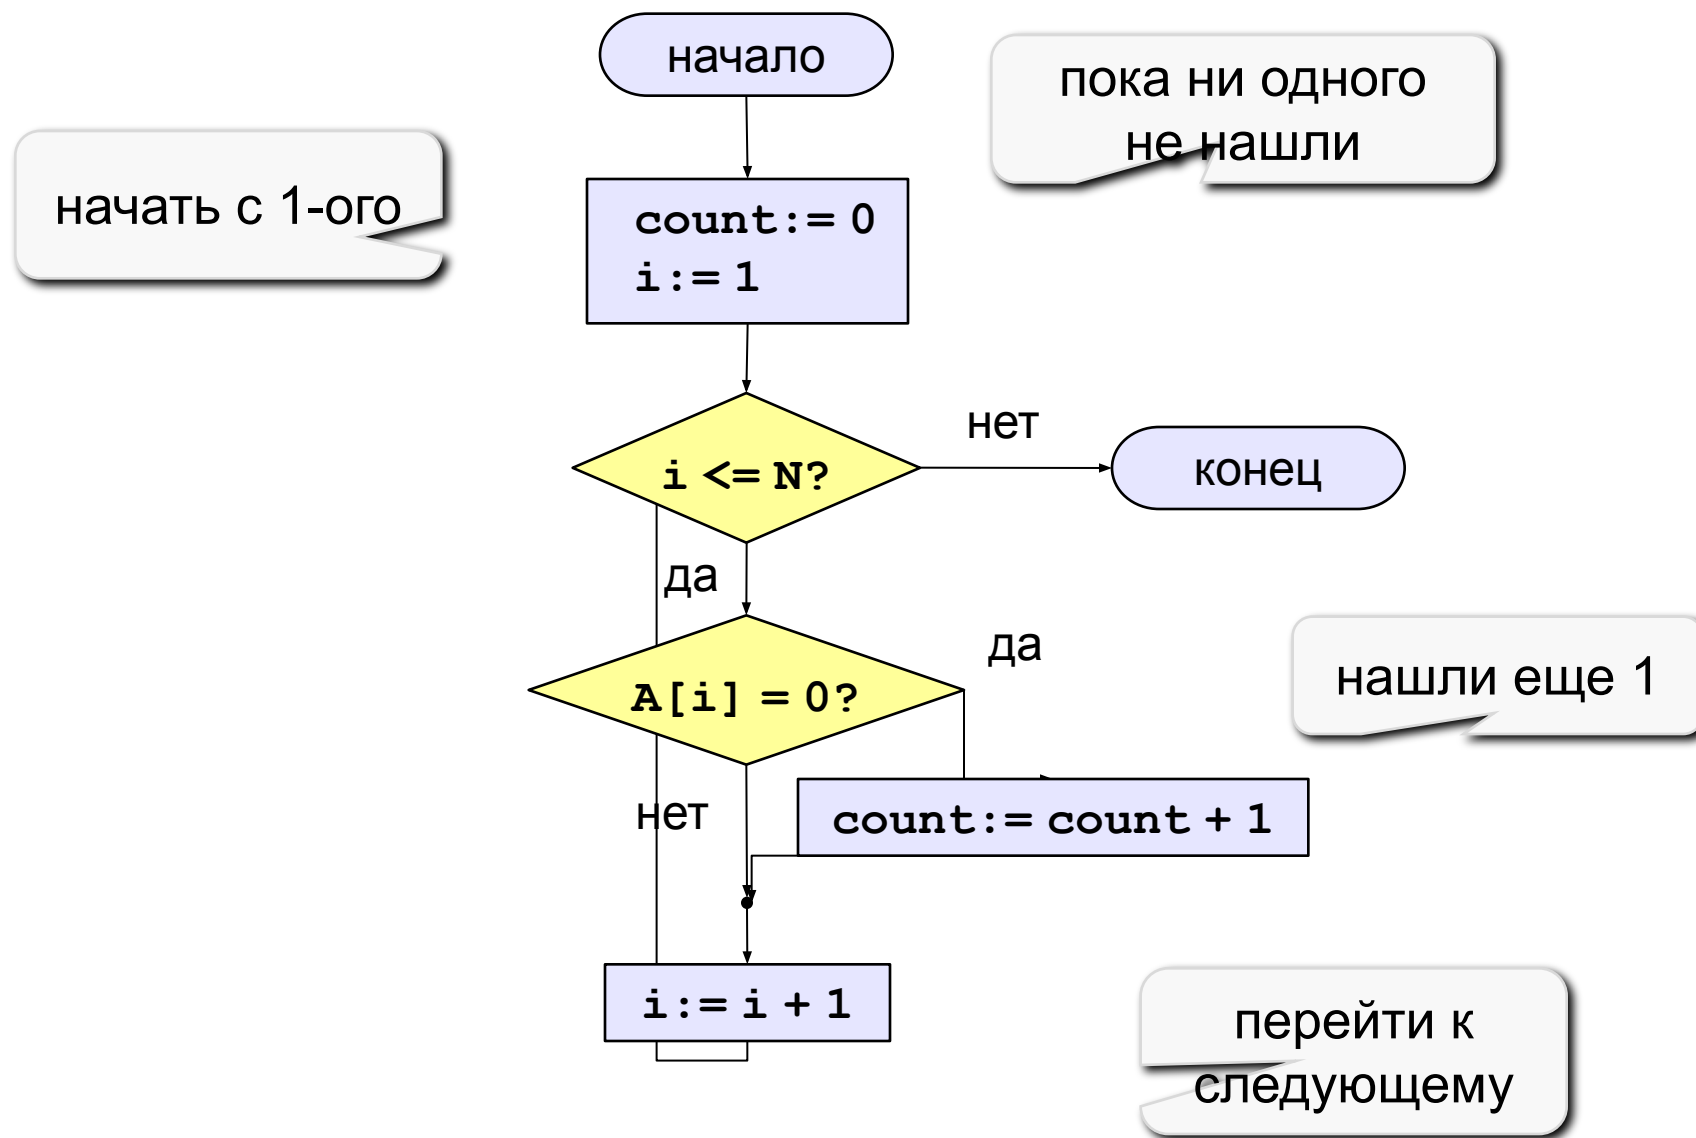 начало
пока ни одного
не нашли
начать с 1-ого
count:= 0
i:= 1
i <= N?
нет
конец
да
A[i] = 0?
да
нашли еще 1
нет
count:= count + 1
i:= i + 1
перейти к
следующему